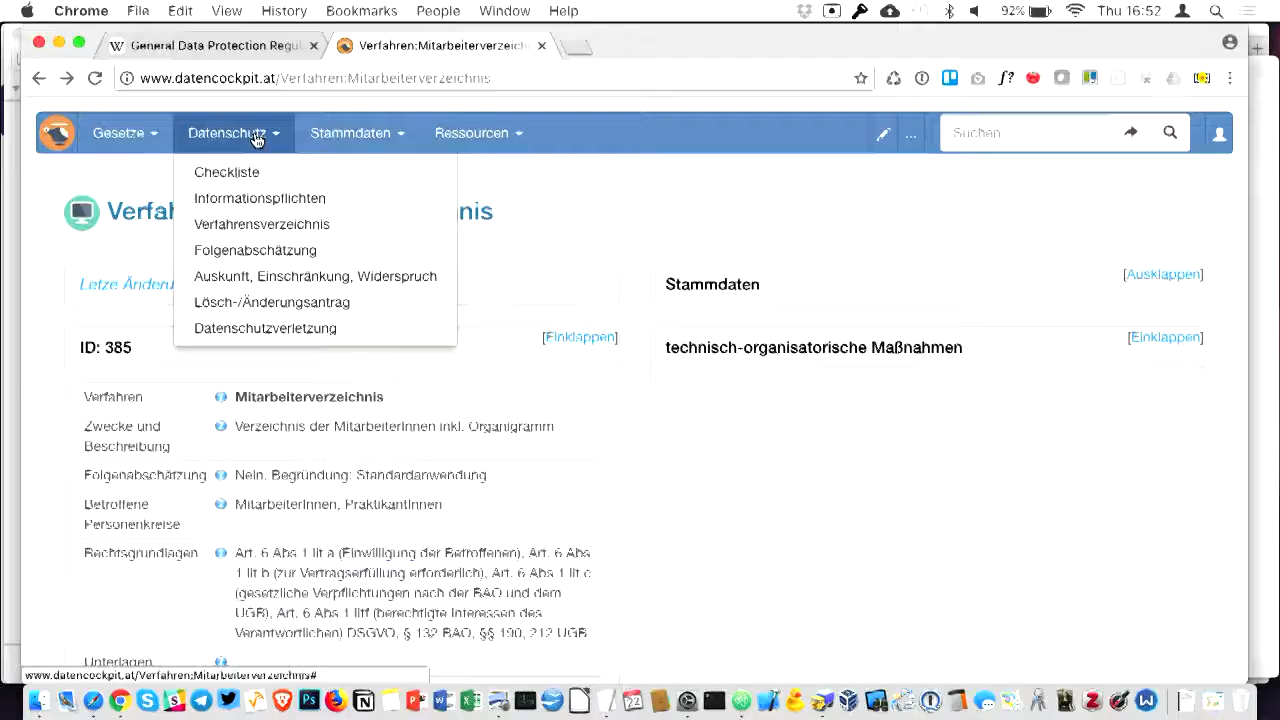 Chrome File Edit View History Bookmarks People Window Help 92% Thu 16:52
General Data Protection Regul
Verfahren:Mitarbeiterverzeich
www.datencockpit.at/Verfahren:Mitarbeiterverzeichnis
f?
Gesetze Datenschutz Stammdaten Ressourcen ... Suchen
Checkliste
Informationspflichten
Verfahrensverzeichnis
Folgenabschätzung
Auskunft, Einschränkung, Widerspruch
Lösch-/Änderungsantrag
Datenschutzverletzung
Verfah
nis
Letze Änderu
Stammdaten
[Ausklappen]
ID: 385
[Einklappen]
technisch-organisatorische Maßnahmen
[Einklappen]
Verfahren Mitarbeiterverzeichnis
Zwecke und Beschreibung
Verzeichnis der MitarbeiterInnen inkl. Organigramm
Folgenabschätzung Nein. Begründung: Standardanwendung
Betroffene Personenkreise
MitarbeiterInnen, PraktikantInnen
Rechtsgrundlagen Art. 6 Abs 1 lit a (Einwilligung der Betroffenen), Art. 6 Abs
1 lit b (zur Vertragserfüllung erforderlich), Art. 6 Abs 1 lit c
(gesetzliche Verpflichtungen nach der BAO und dem
UGB), Art. 6 Abs 1 litf (berechtigte Interessen des
Verantwortlichen) DSGVO, § 132 BAO, §§ 190, 212 UGB
Unterlagen
www.datencockpit.at/Verfahren:Mitarbeiterverzeichnis#